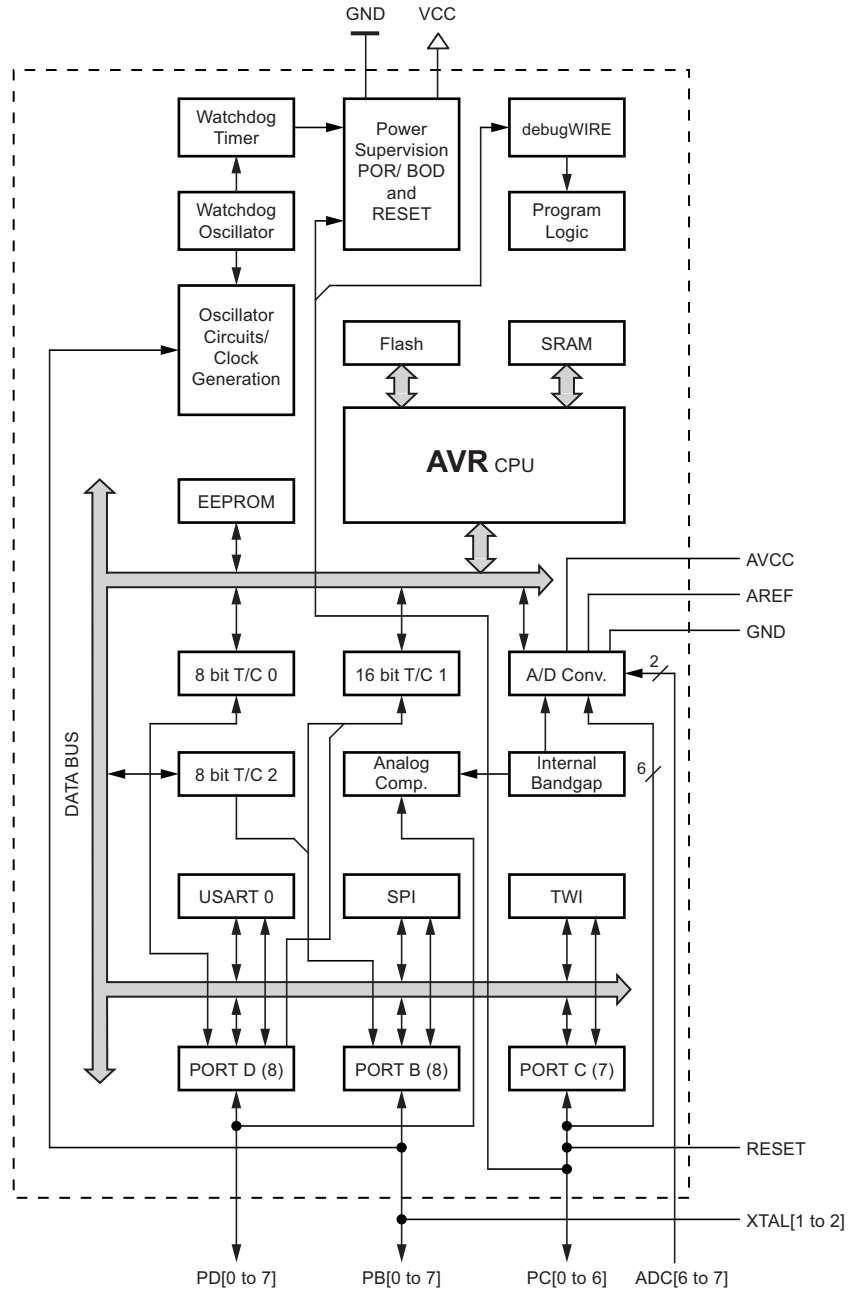 GND
VCC
Watchdog
Timer
Power
Supervision
POR/ BOD
and
RESET
debugWIRE
Watchdog
Oscillator
Program
Logic
Oscillator
Circuits/
Clock
Generation
Flash
SRAM
AVR CPU
EEPROM
AVCC
AREF
GND
8 bit T/C 0
16 bit T/C 1
A/D Conv.
2
DATA BUS
8 bit T/C 2
Analog
Comp.
Internal
Bandgap
6
USART 0
SPI
TWI
PORT D (8)
PORT B (8)
PORT C (7)
RESET
XTAL[1 to 2]
PD[0 to 7]
PB[0 to 7]
PC[0 to 6]
ADC[6 to 7]